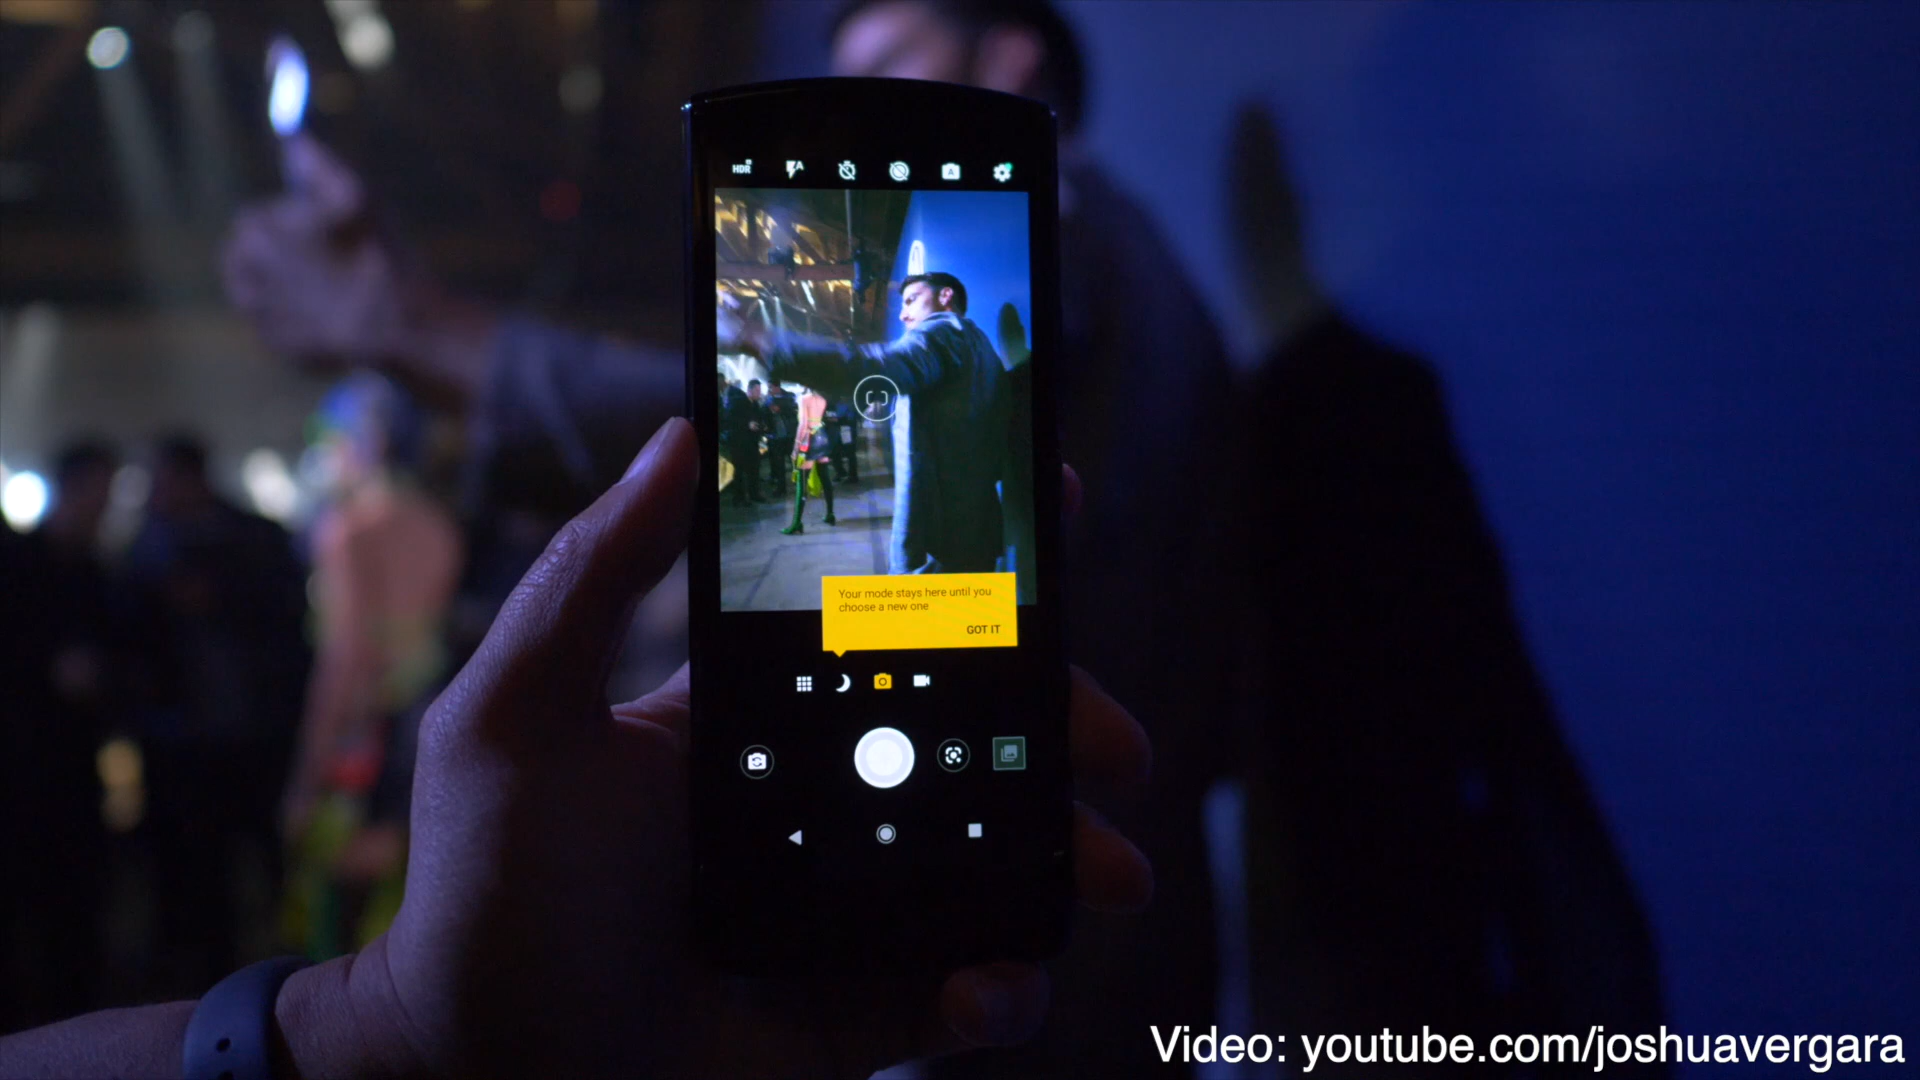 HDR
Your mode stays here until you
choose a new one
GOT IT
Video: youtube.com/joshuavergara